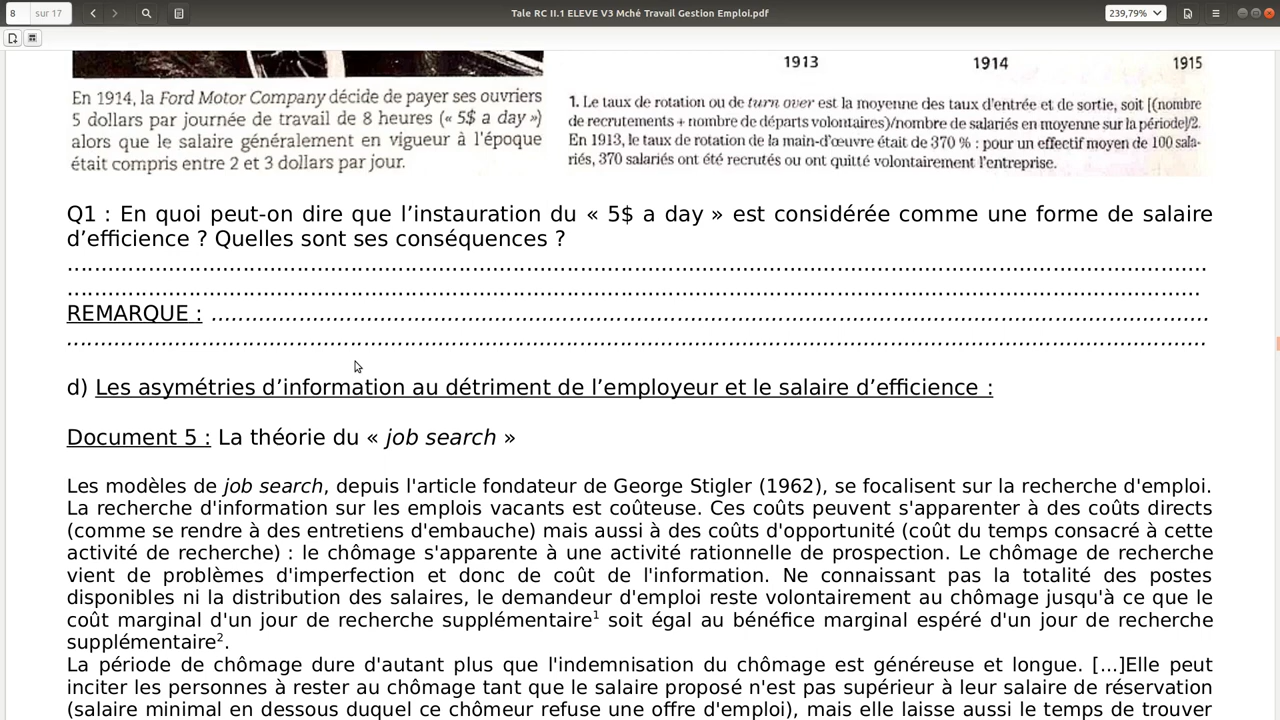 8 sur 17
Tale RC II.1 ELEVE V3 Mché Travail Gestion Emploi.pdf
239,79%
1913 1914 1915
En 1914, la Ford Motor Company décide de payer ses ouvriers
5 dollars par journée de travail de 8 heures (« 5$ a day »)
alors que le salaire généralement en vigueur à l'époque
était compris entre 2 et 3 dollars par jour.
1. Le taux de rotation ou de turn over est la moyenne des taux d'entrée et de sortie, soit [(nombre
de recrutements + nombre de départs volontaires)/nombre de salariés en moyenne sur la période]/2.
En 1913, le taux de rotation de la main-d'œuvre était de 370 % : pour un effectif moyen de 100 sala-
riés, 370 salariés ont été recrutés ou ont quitté volontairement l'entreprise.
Q1 : En quoi peut-on dire que l'instauration du « 5$ a day » est considérée comme une forme de salaire
d'efficience ? Quelles sont ses conséquences ?
REMARQUE :
d) Les asymétries d'information au détriment de l'employeur et le salaire d'efficience :
Document 5 : La théorie du « job search »
Les modèles de job search, depuis l'article fondateur de George Stigler (1962), se focalisent sur la recherche d'emploi.
La recherche d'information sur les emplois vacants est coûteuse. Ces coûts peuvent s'apparenter à des coûts directs
(comme se rendre à des entretiens d'embauche) mais aussi à des coûts d'opportunité (coût du temps consacré à cette
activité de recherche) : le chômage s'apparente à une activité rationnelle de prospection. Le chômage de recherche
vient de problèmes d'imperfection et donc de coût de l'information. Ne connaissant pas la totalité des postes
disponibles ni la distribution des salaires, le demandeur d'emploi reste volontairement au chômage jusqu'à ce que le
coût marginal d'un jour de recherche supplémentaire1 soit égal au bénéfice marginal espéré d'un jour de recherche
supplémentaire2.
La période de chômage dure d'autant plus que l'indemnisation du chômage est généreuse et longue. [...]Elle peut
inciter les personnes à rester au chômage tant que le salaire proposé n'est pas supérieur à leur salaire de réservation
(salaire minimal en dessous duquel ce chômeur refuse une offre d'emploi), mais elle laisse aussi le temps de trouver